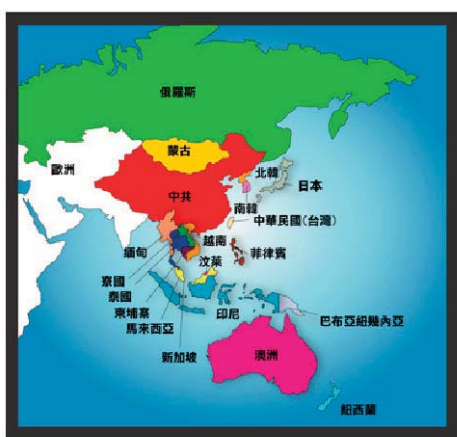 俄羅斯
蒙古
歐洲
北韓
日本
中共
南韓
中華民國(台灣)
緬甸
越南
菲律賓
汶萊
寮國
泰國
柬埔寨
馬來西亞
印尼
巴布亞紐幾內亞
新加坡
澳洲
紐西蘭